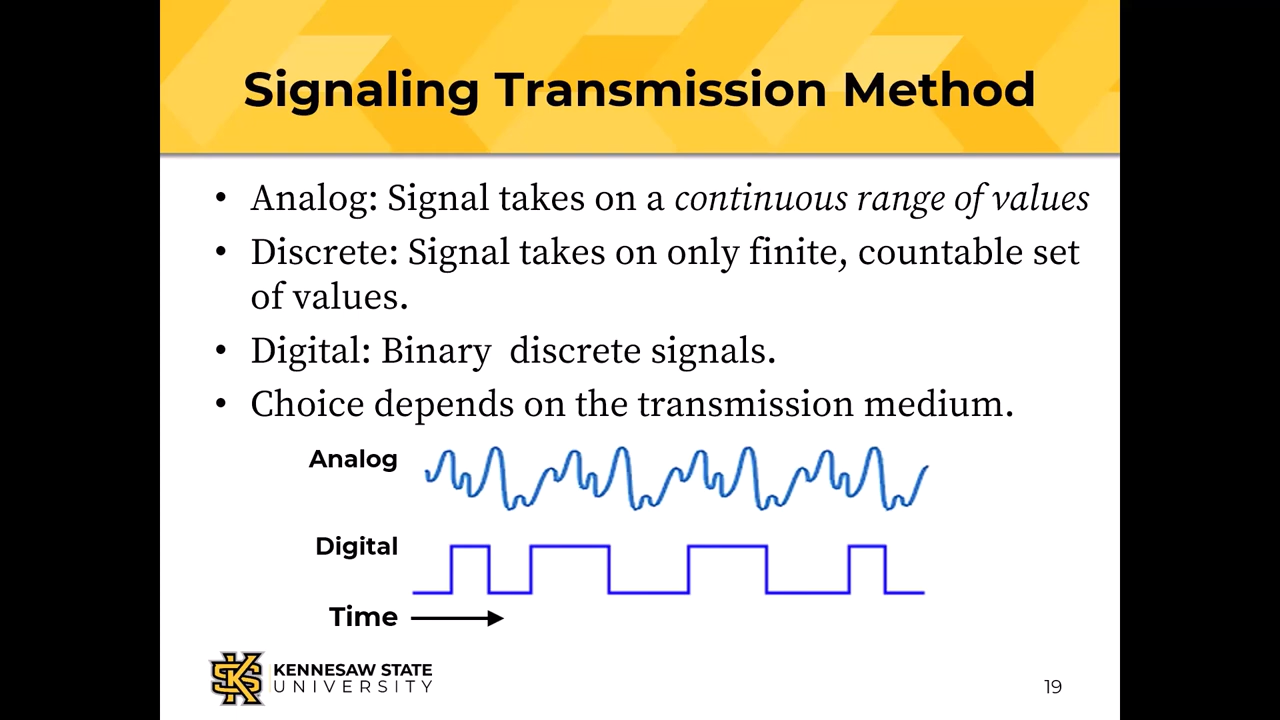 Signaling Transmission Method
• Analog: Signal takes on a continuous range of values
• Discrete: Signal takes on only finite, countable set
of values.
• Digital: Binary  discrete signals.
• Choice depends on the transmission medium.
Analog
Digital
Time
KENNESAW STATE
UNIVERSITY
19